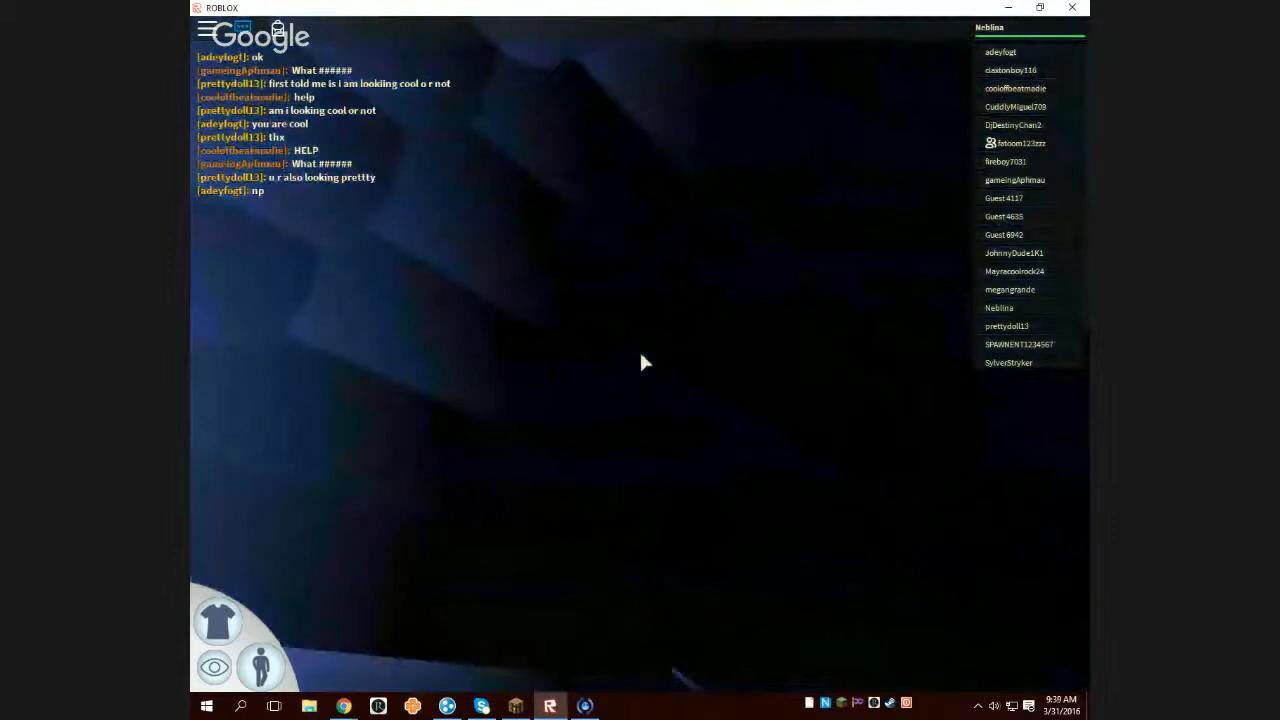 ROBLOX
Google
[adeyfogt]: ok
[gameingAphmau]: What ######
[prettydoll13]: first told me is i am lookiing cool o r not
[cooloffbeatmadie]: help
[prettydoll13]: am i looking cool or not
[adeyfogt]: you are cool
[prettydoll13]: thx
[cooloffbeatmadie]: HELP
[gameingAphmau]: What ######
[prettydoll13]: u r also looking prettty
[adeyfogt]: np
Neblina
adeyfogt
claxtonboy116
cooloffbeatmadie
CuddlyMiguel709
DjDestinyChan2
fatoom123zzz
fireboy7031
gameingAphmau
Guest 4117
Guest 4635
Guest 6942
JohnnyDude1K1
Mayracoolrock24
megangrande
Neblina
prettydoll13
SPAWNENT1234567
SylverStryker
9:39 AM
3/31/2016